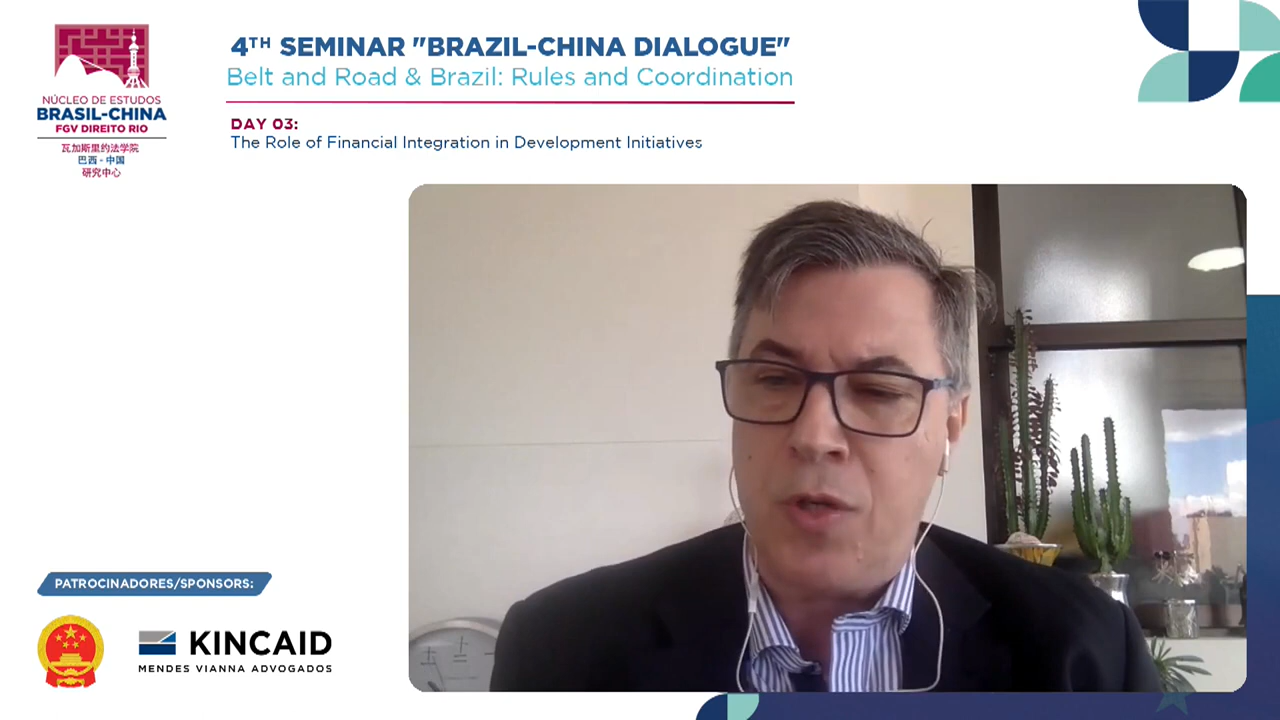 4TH SEMINAR "BRAZIL-CHINA DIALOGUE"
Belt and Road & Brazil: Rules and Coordination
DAY 03:
The Role of Financial Integration in Development Initiatives
NÚCLEO DE ESTUDOS
BRASIL-CHINA
FGV DIREITO RIO
瓦加斯里约法学院
巴西 - 中国
研究中心
PATROCINADORES/SPONSORS:
KINCAID
MENDES VIANNA ADVOGADOS